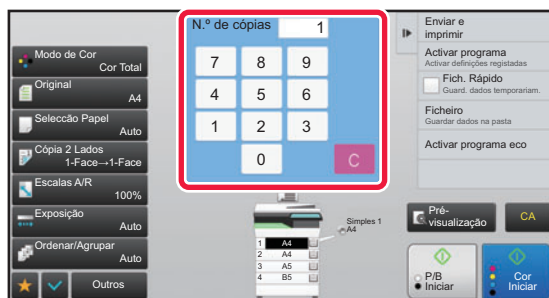 N.º de cópias 1
7 8 9
4 5 6
1 2 3
0 C
Modo de Cor
Cor Total
Original
A4
Seleccão Papel
Auto
Cópia 2 Lados
1-Face→1-Face
Escalas A/R
100%
Exposição
Auto
Ordenar/Agrupar
Auto
Outros
Simples 1
A4
1 A4
2 A4
3 A5
4 B5
Enviar e
imprimir
Activar programa
Activar definições registadas
Fich. Rápido
Guard. dados temporariam.
Ficheiro
Guardar dados na pasta
Activar programa eco
Pré-
visualização
CA
P/B
Iniciar
Cor
Iniciar